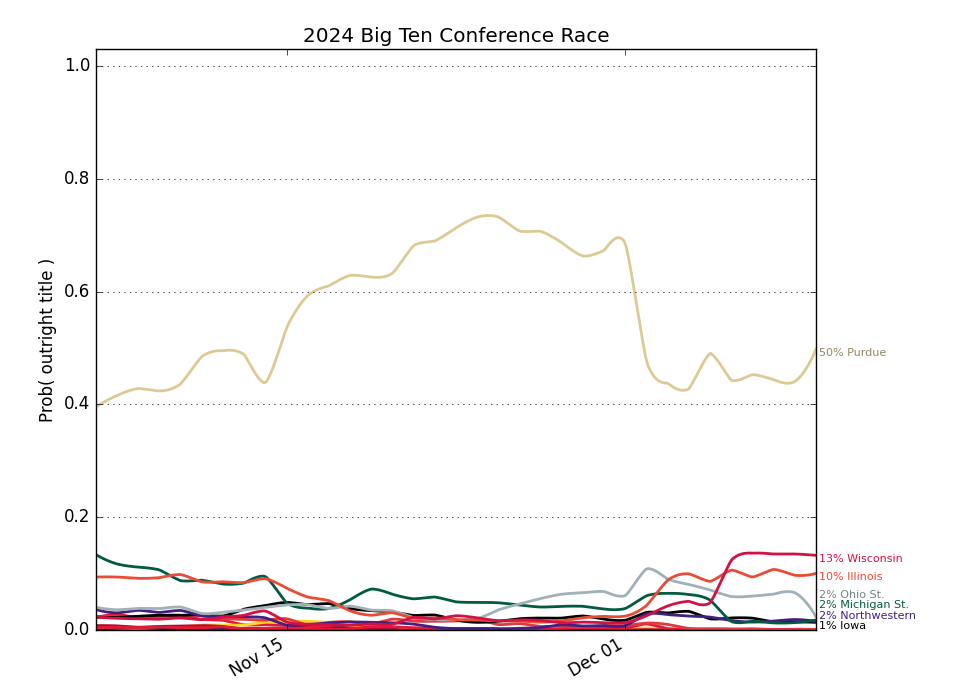 2024 Big Ten Conference Race
Prob( outright title )
1.0
0.8
0.6
0.4
0.2
0.0
50% Purdue
13% Wisconsin
10% Illinois
2% Ohio St.
2% Michigan St.
2% Northwestern
1% Iowa
Nov 15
Dec 01